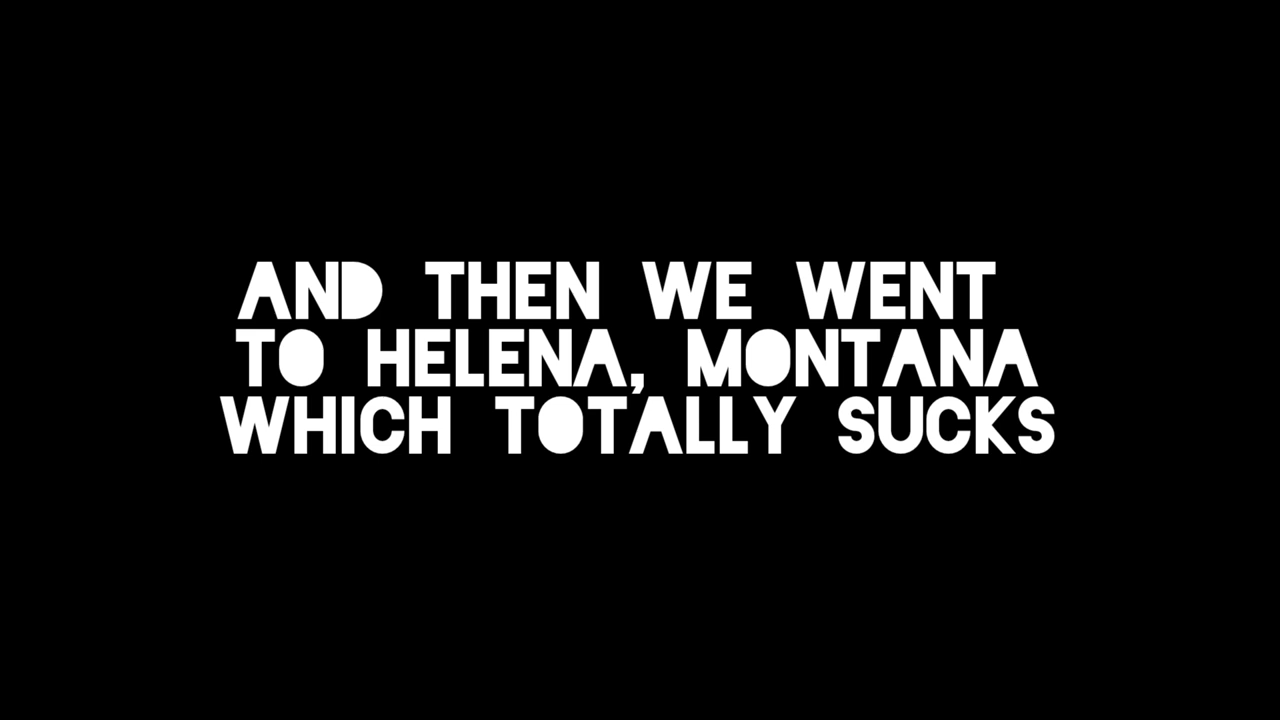 AND THEN WE WENT
TO HELENA, MONTANA
WHICH TOTALLY SUCKS